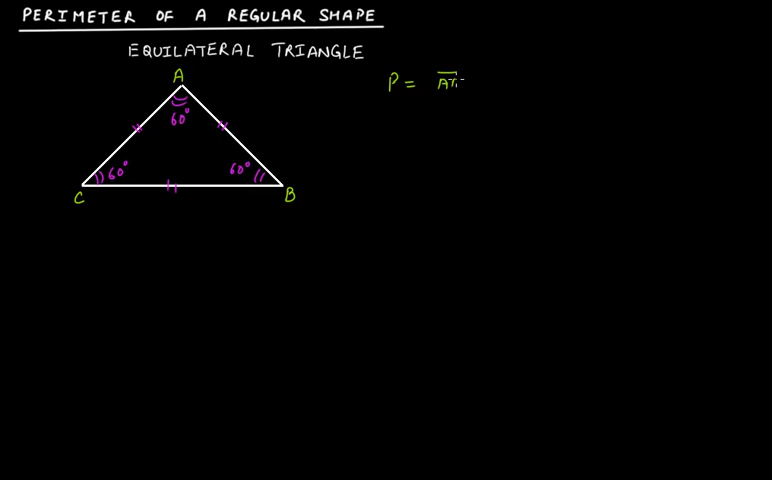 PERIMETER OF A REGULAR SHAPE
EQUILATERAL TRIANGLE
A
P =
60°
60°
60°
C
B